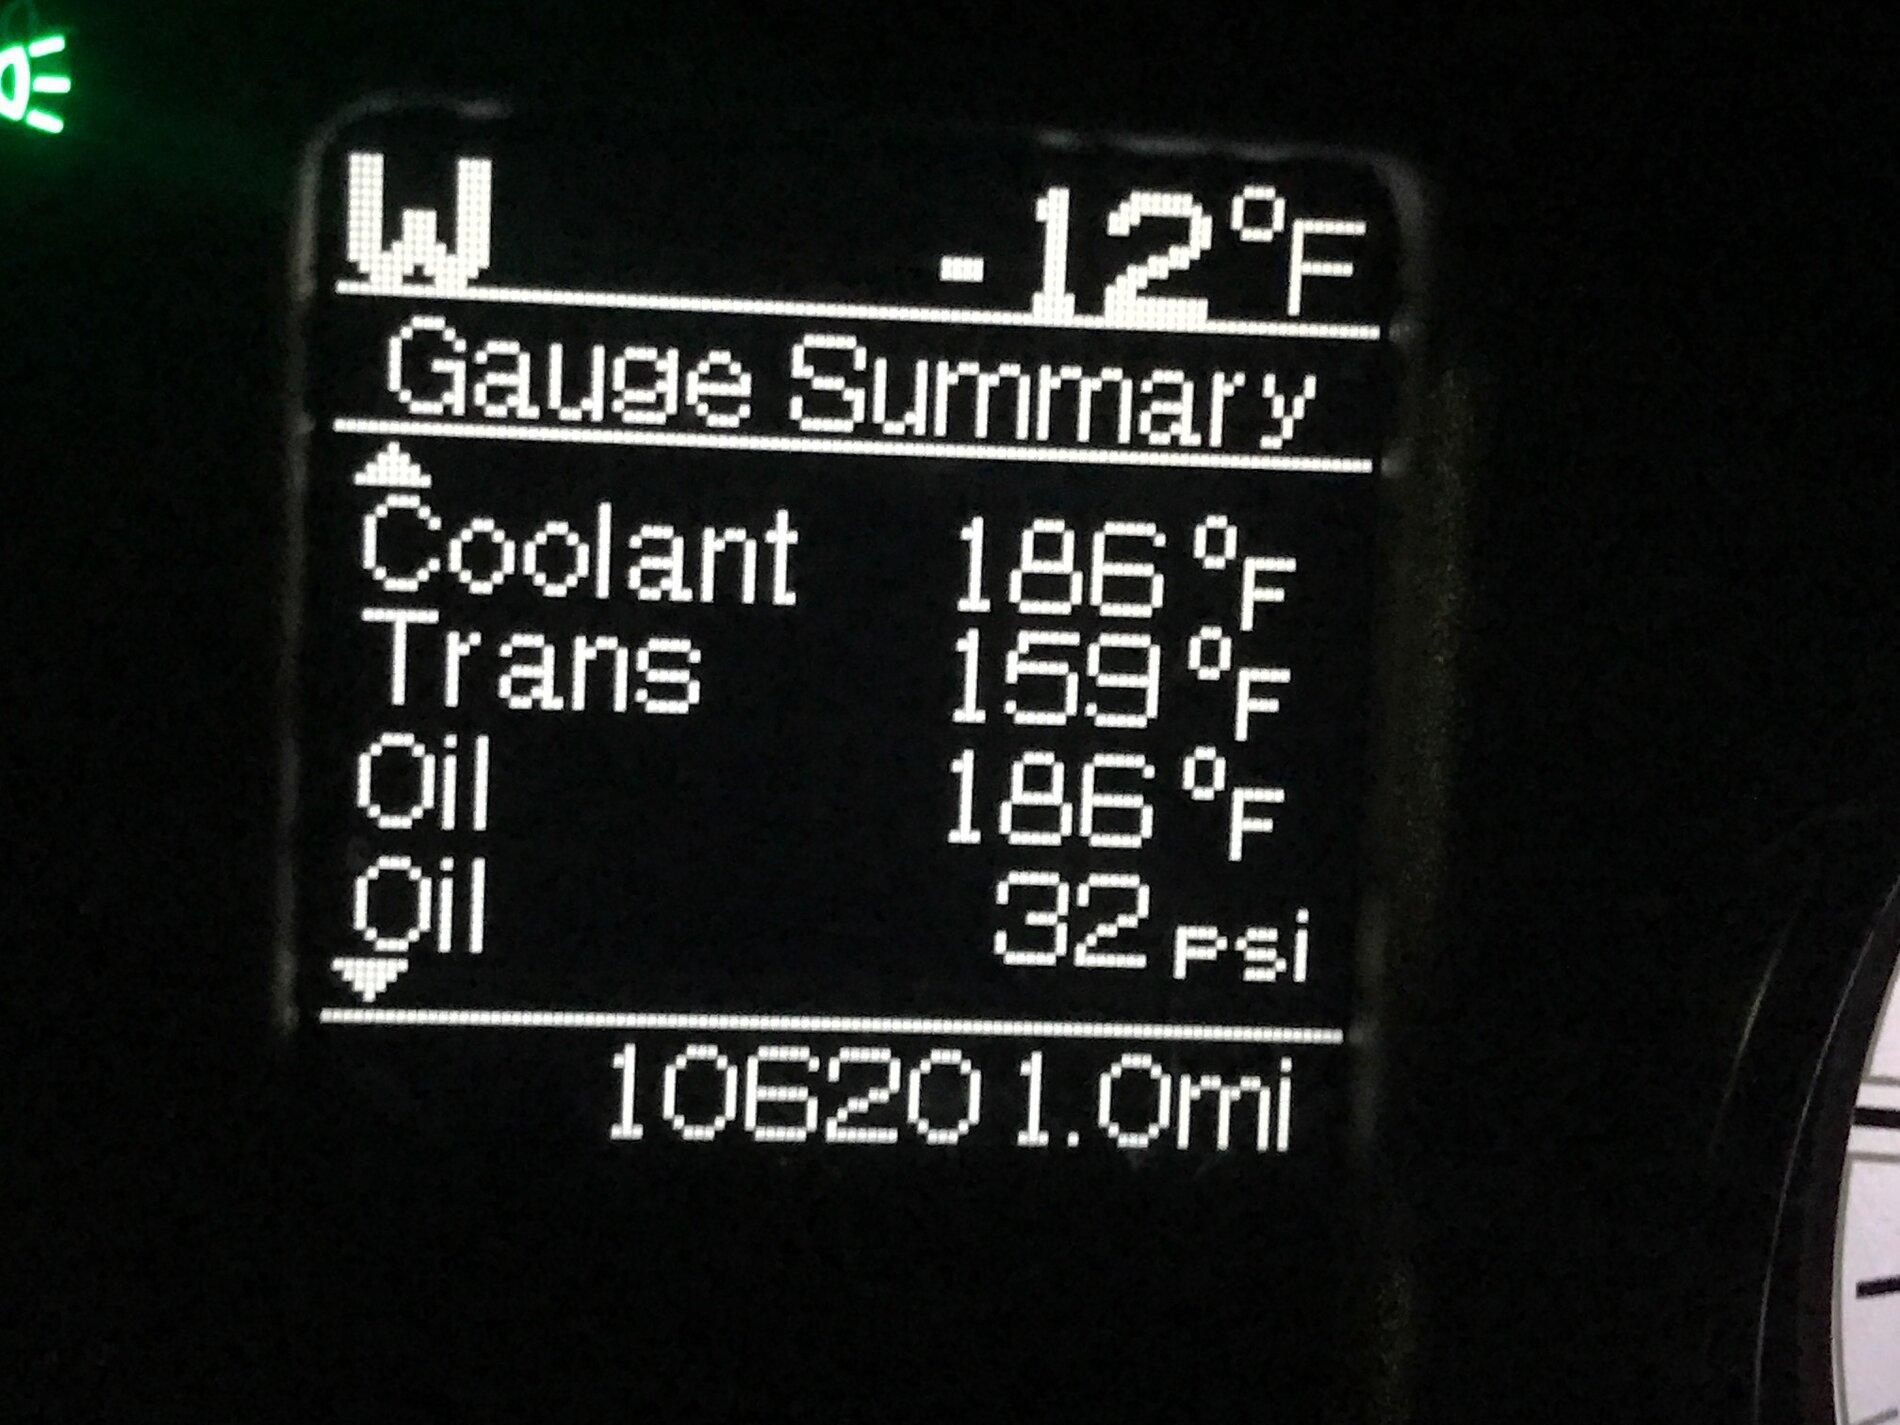 W -12°F
Gauge Summary
Coolant 186°F
Trans 159°F
Oil 186°F
Oil 32 psi
106201.0mi